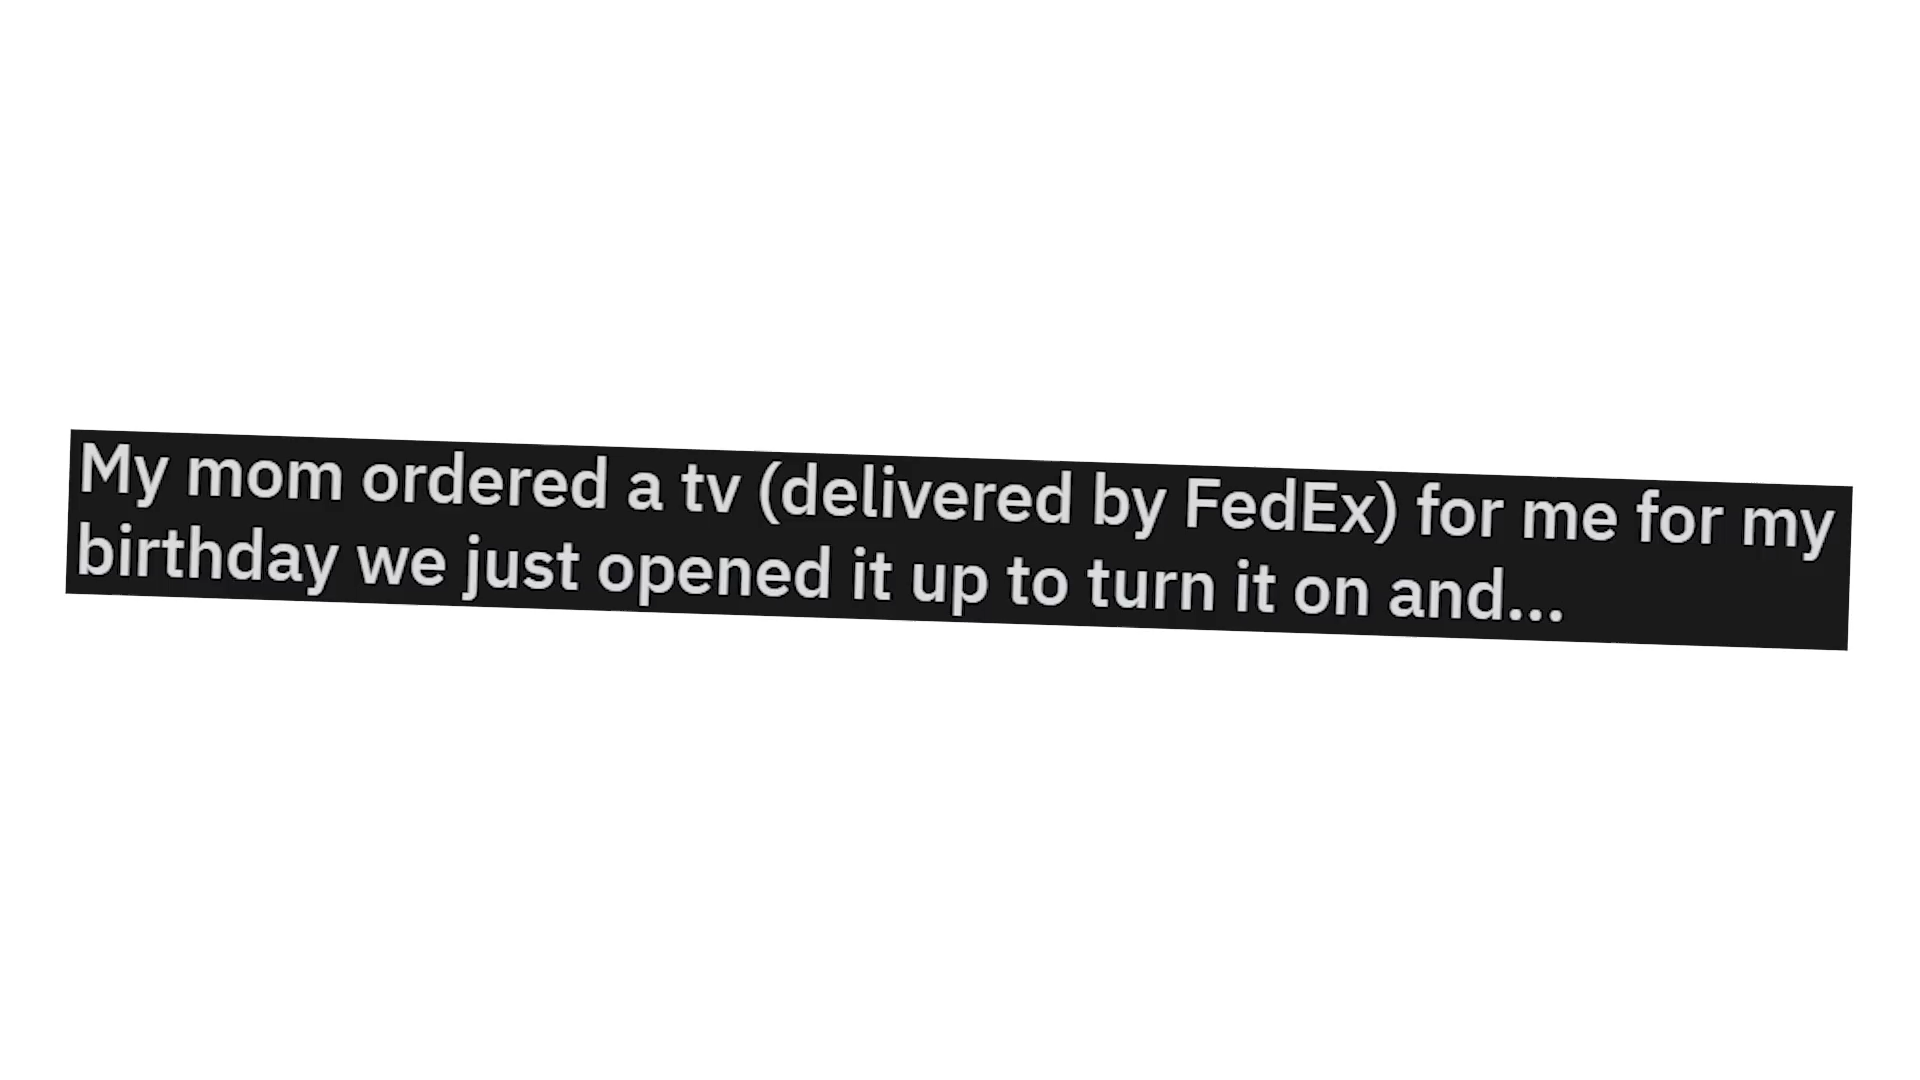 My mom ordered a tv (delivered by FedEx) for me for my
birthday we just opened it up to turn it on and...